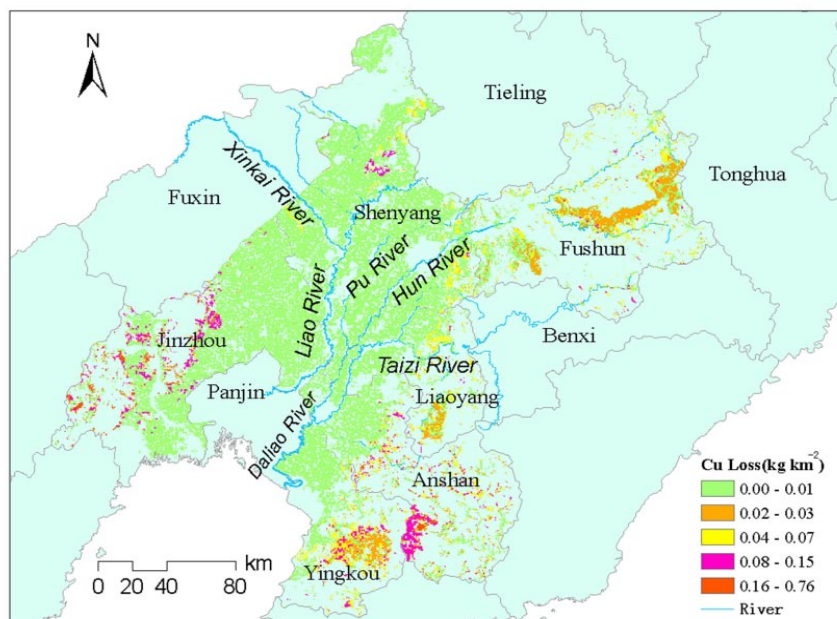 N
Tieling
Tonghua
Xinkai River
Fuxin
Shenyang
Pu River
Hun River
Fushun
Liao River
Jinzhou
Benxi
Taizi River
Panjin
Liaoyang
Daliao River
Anshan
Yingkou
km
0 20 40 80
Cu Loss(kg km-2)
0.00 - 0.01
0.02 - 0.03
0.04 - 0.07
0.08 - 0.15
0.16 - 0.76
River